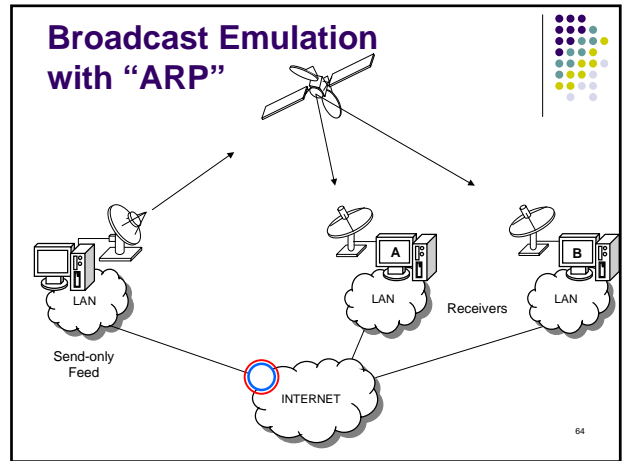 Broadcast Emulation
with “ARP”
A
B
LAN
LAN
Receivers
LAN
Send-only
Feed
INTERNET
64